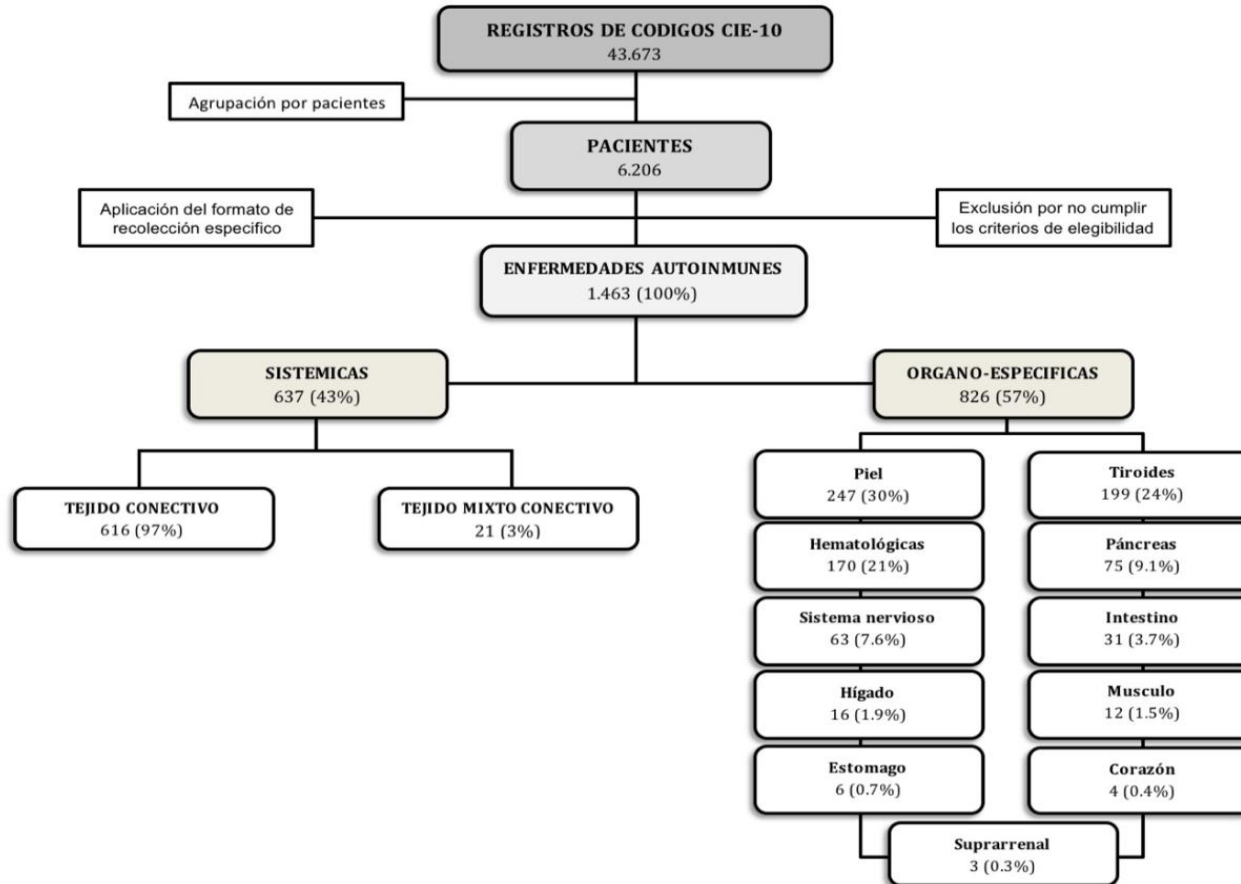 REGISTROS DE CODIGOS CIE-10
43.673
Agrupación por pacientes
PACIENTES
6.206
Aplicación del formato de
recolección especifico
Exclusión por no cumplir
los criterios de elegibilidad
ENFERMEDADES AUTOINMUNES
1.463 (100%)
SISTEMICAS
637 (43%)
ORGANO-ESPECIFICAS
826 (57%)
TEJIDO CONECTIVO
616 (97%)
TEJIDO MIXTO CONECTIVO
21 (3%)
Piel
247 (30%)
Tiroides
199 (24%)
Hematológicas
170 (21%)
Páncreas
75 (9.1%)
Sistema nervioso
63 (7.6%)
Intestino
31 (3.7%)
Hígado
16 (1.9%)
Musculo
12 (1.5%)
Estomago
6 (0.7%)
Corazón
4 (0.4%)
Suprarrenal
3 (0.3%)